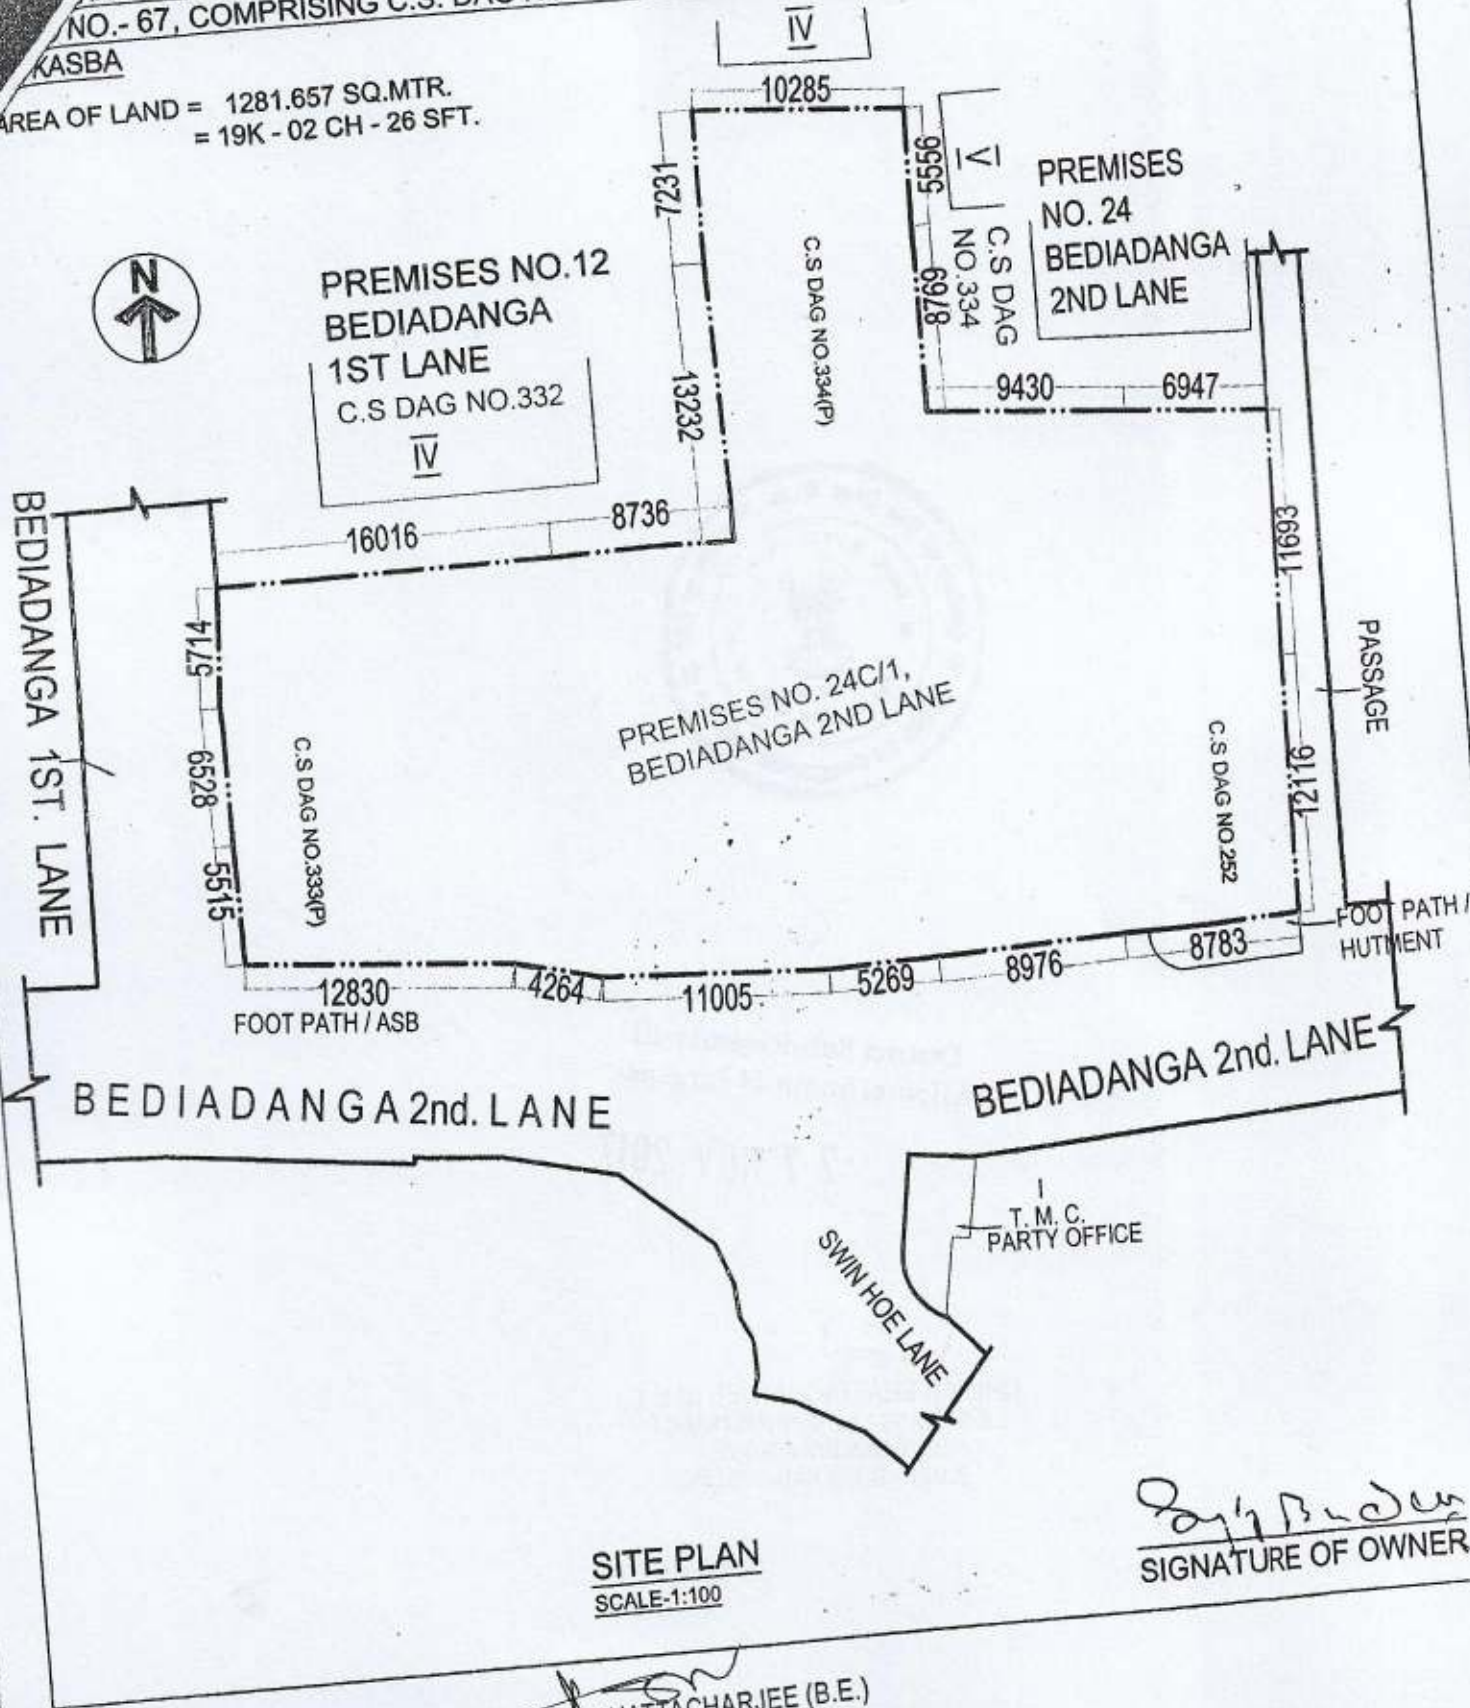 NO.- 67, COMPRISING C.S. DAG
KASBA
AREA OF LAND = 1281.657 SQ.MTR.
= 19K - 02 CH - 26 SFT.
IV
10285
7231
13232
5556
6978
V
C.S DAG
NO.334
PREMISES
NO. 24
BEDIADANGA
2ND LANE
C.S DAG NO.334(P)
N
PREMISES NO.12
BEDIADANGA
1ST LANE
C.S DAG NO.332
IV
9430
6947
16016
8736
11693
12116
PASSAGE
BEDIADANGA 1ST. LANE
5714
6528
5515
C.S DAG NO.333(P)
PREMISES NO. 24C/1,
BEDIADANGA 2ND LANE
C.S DAG NO.252
FOOT PATH /
HUTMENT
12830
4264
11005
5269
8976
8783
FOOT PATH / ASB
BEDIADANGA 2nd. LANE
BEDIADANGA 2nd. LANE
SWIN HOE LANE
T. M. C.
PARTY OFFICE
SITE PLAN
SCALE-1:100
SIGNATURE OF OWNER
(B.E.)